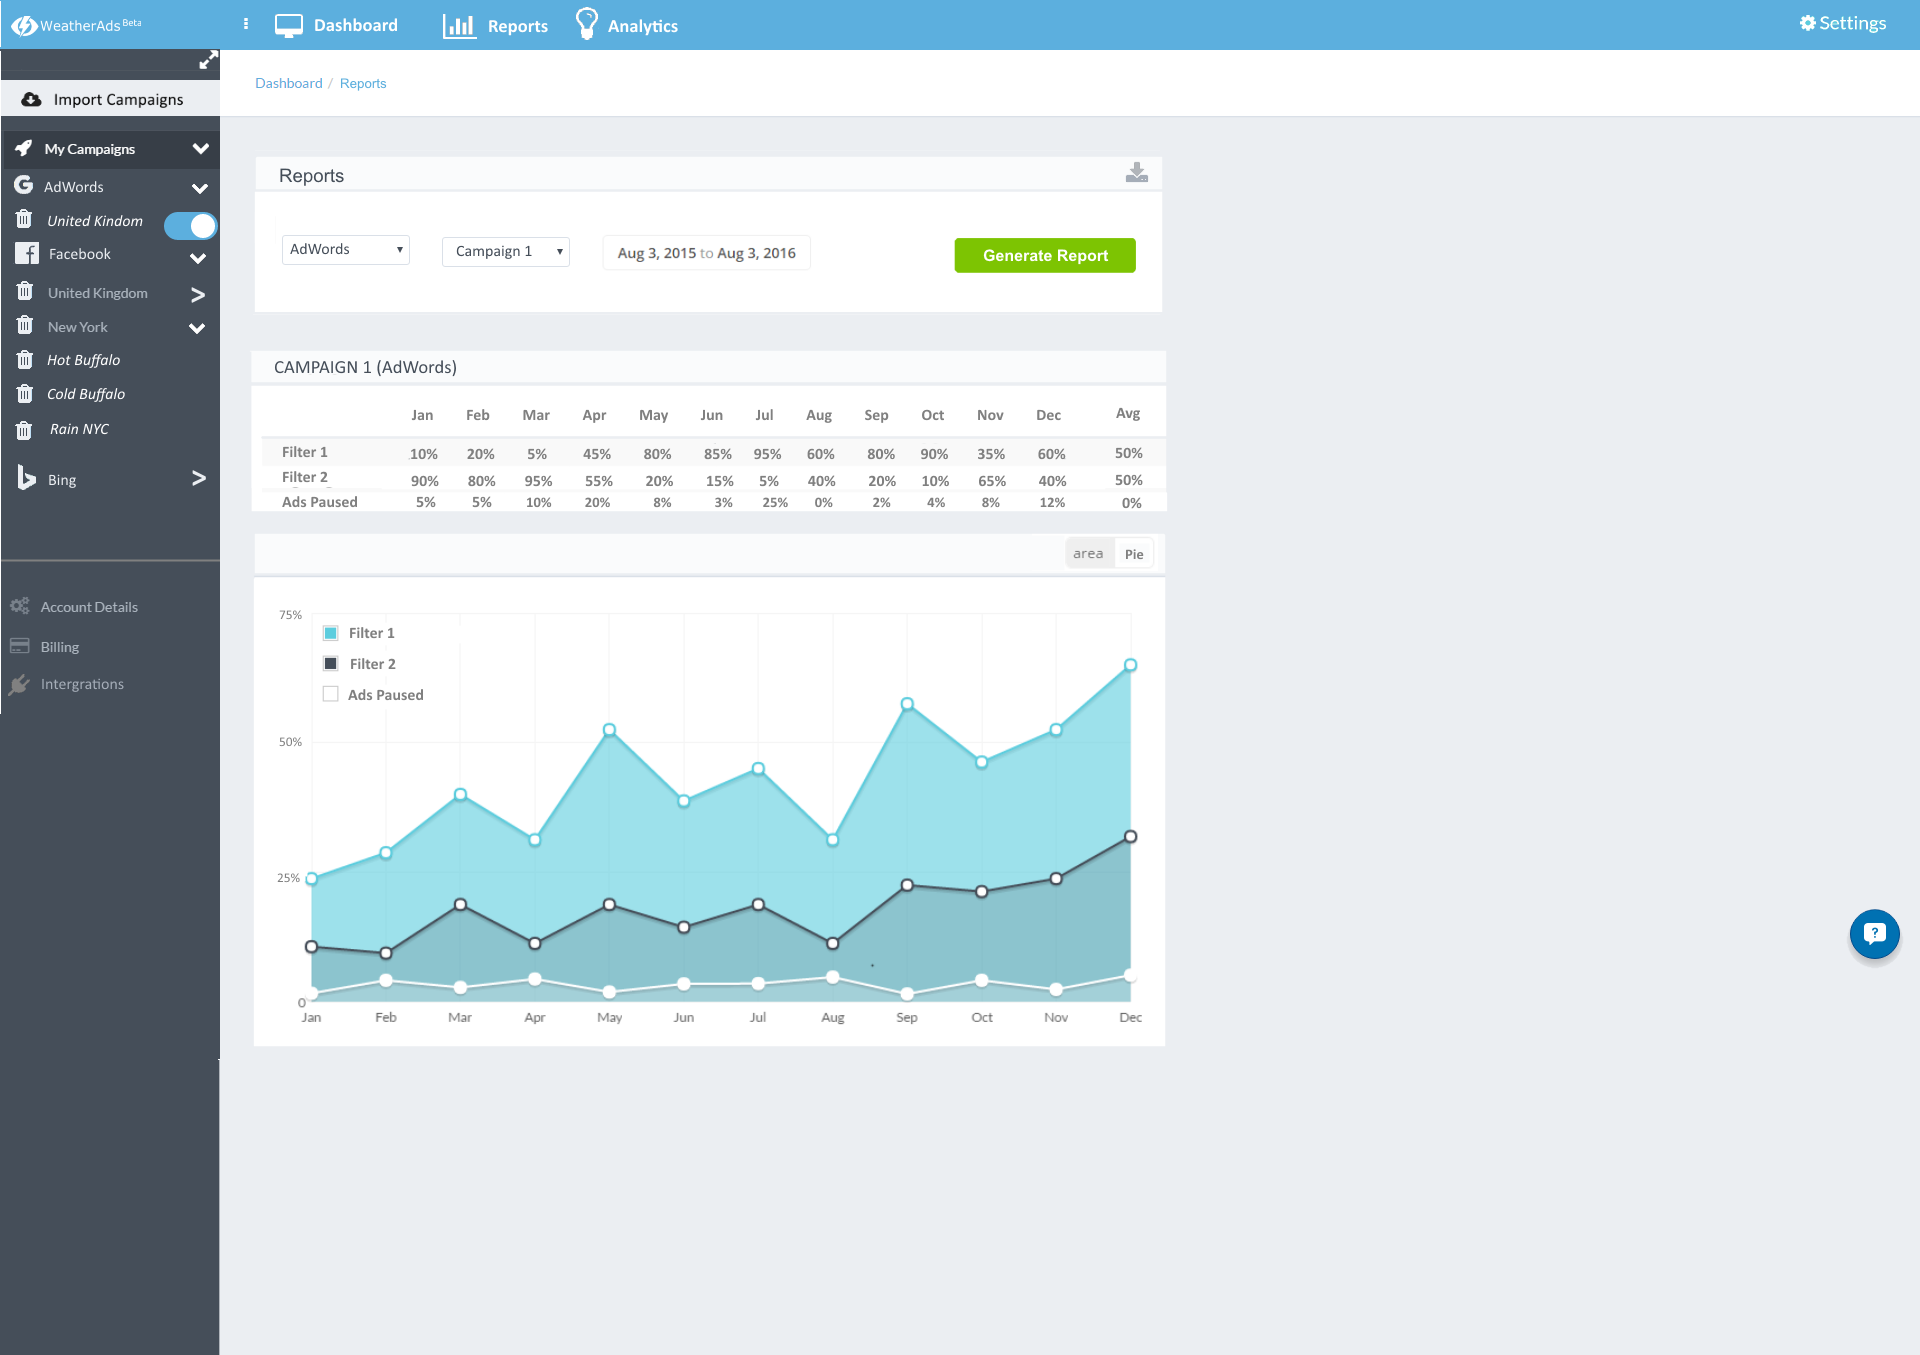 WeatherAds Beta
Dashboard
Reports
Analytics
Settings
Import Campaigns
My Campaigns
AdWords
United Kindom
Facebook
United Kingdom
New York
Hot Buffalo
Cold Buffalo
Rain NYC
Bing
Account Details
Billing
Intergrations
Dashboard / Reports
Reports
AdWords
Campaign 1
Aug 3, 2015 to Aug 3, 2016
Generate Report
CAMPAIGN 1 (AdWords)
Jan Feb Mar Apr May Jun Jul Aug Sep Oct Nov Dec Avg
Filter 1 10% 20% 5% 45% 80% 85% 95% 60% 80% 90% 35% 60% 50%
Filter 2 90% 80% 95% 55% 20% 15% 5% 40% 20% 10% 65% 40% 50%
Ads Paused 5% 5% 10% 20% 8% 3% 25% 0% 2% 4% 8% 12% 0%
area Pie
75%
Filter 1
Filter 2
Ads Paused
50%
25%
0
Jan Feb Mar Apr May Jun Jul Aug Sep Oct Nov Dec
?